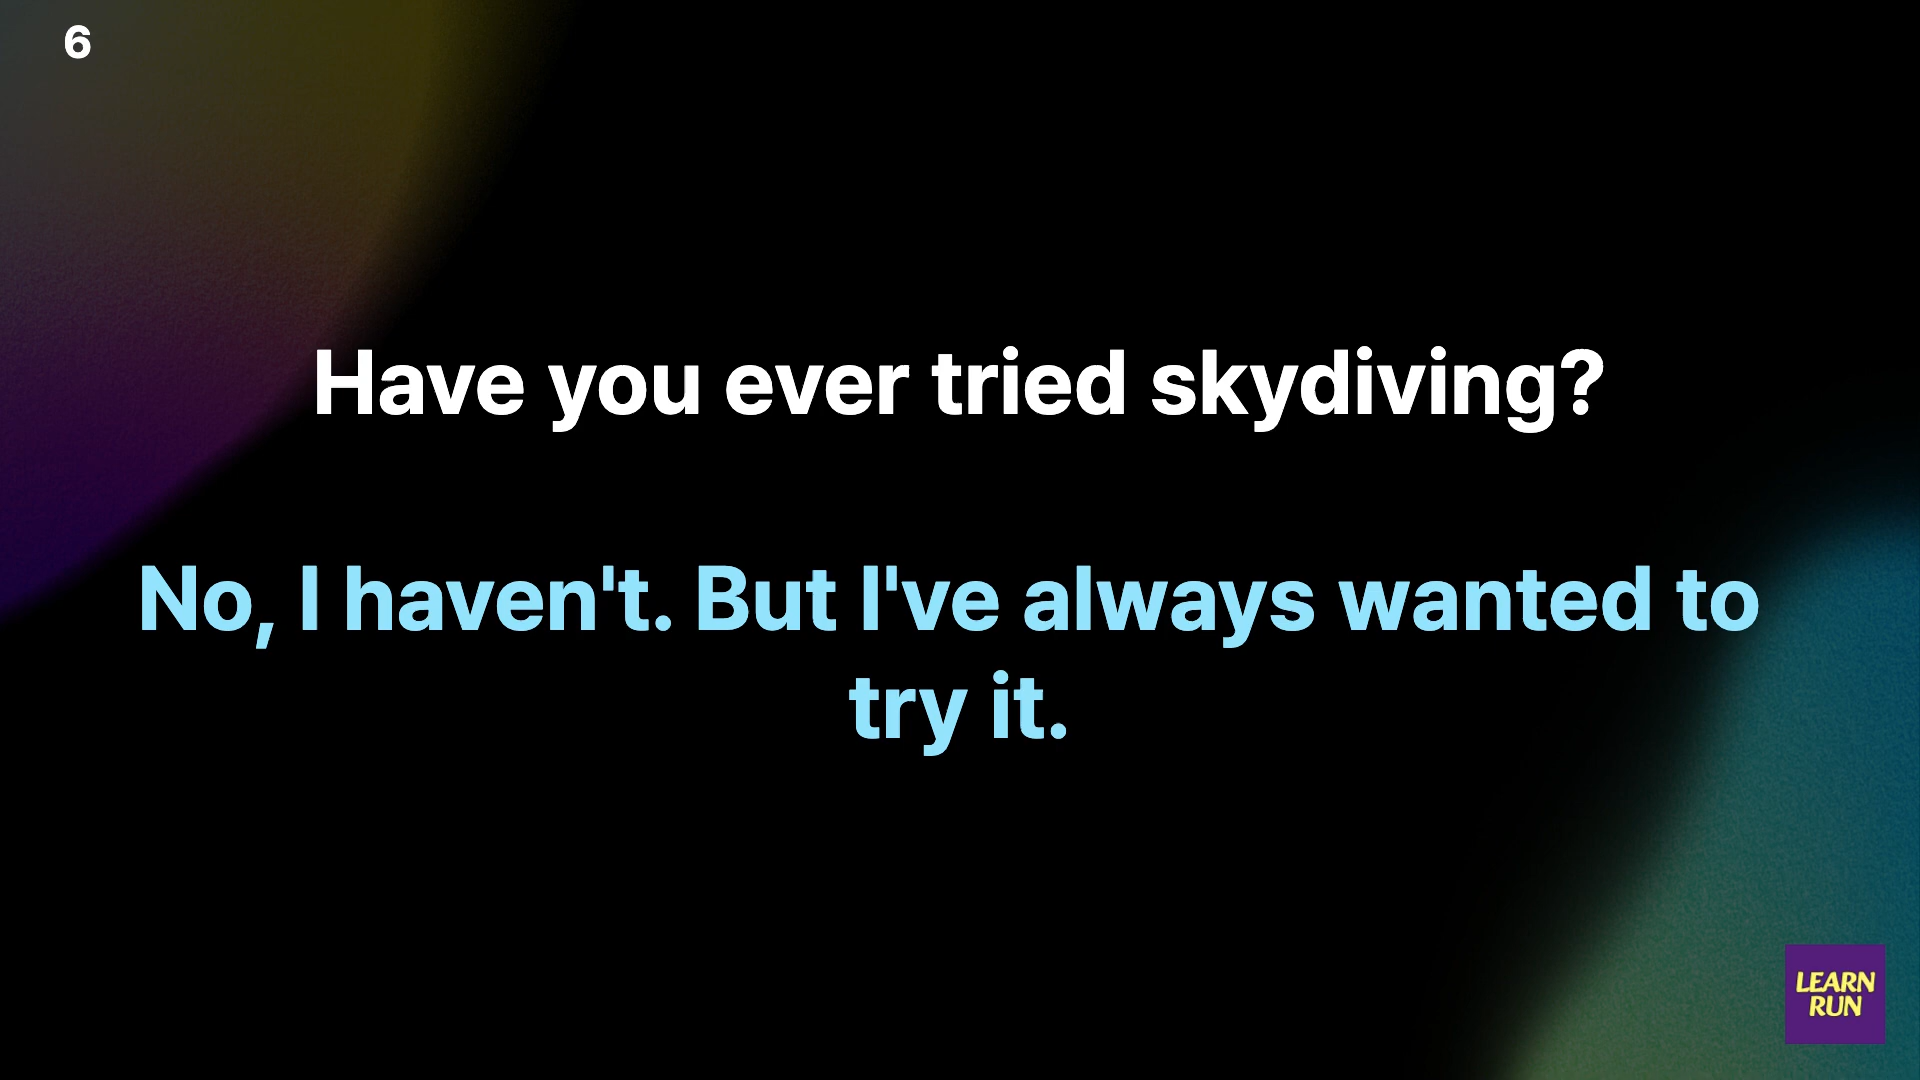 6
Have you ever tried skydiving?
No, I haven't. But I've always wanted to
try it.
LEARN
RUN